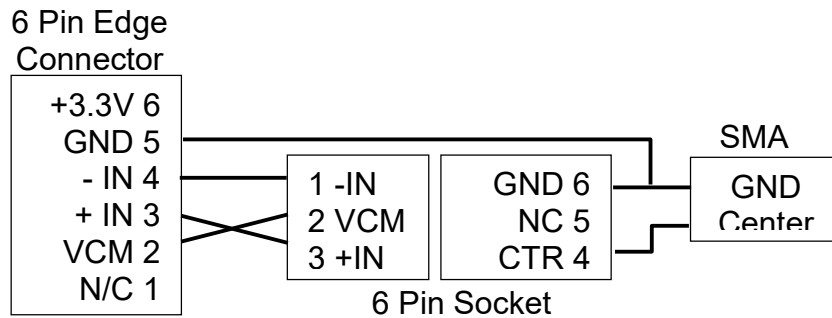 6 Pin Edge
Connector
+3.3V 6
GND 5
- IN 4
+ IN 3
VCM 2
N/C 1
1 -IN
2 VCM
3 +IN
GND 6
NC 5
CTR 4
6 Pin Socket
SMA
GND
Center